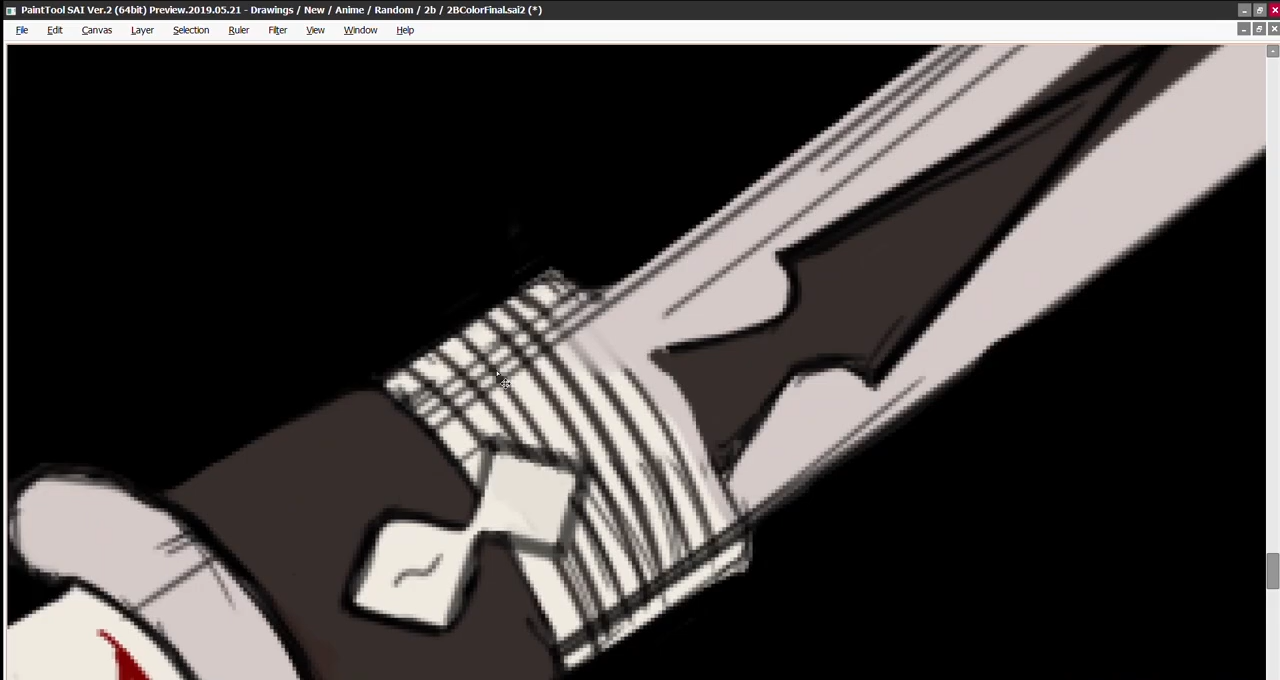 PaintTool SAI Ver.2 (64bit) Preview.2019.05.21 - Drawings / New / Anime / Random / 2b / 2BColorFinal.sai2 (*)
File Edit Canvas Layer Selection Ruler Filter View Window Help